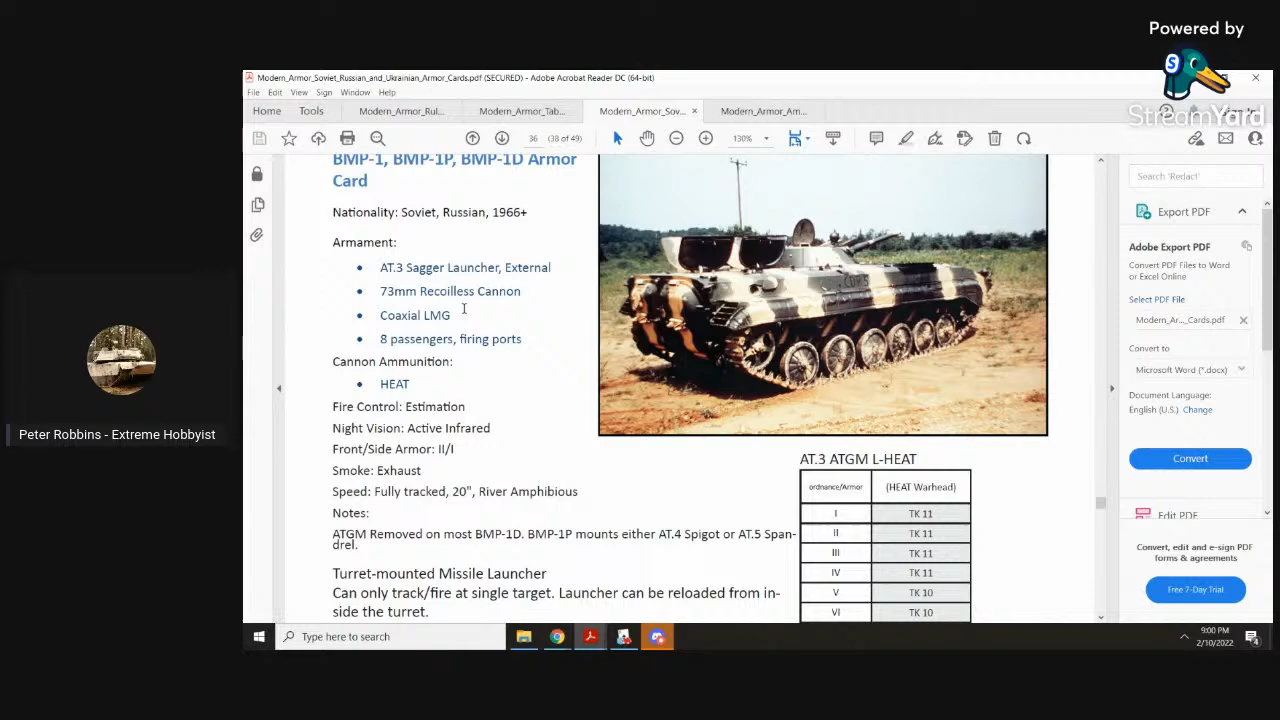 Powered by
StreamYard
Modern_Armor_Soviet_Russian_and_Ukrainian_Armor_Cards.pdf (SECURED) - Adobe Acrobat Reader DC (64-bit)
File Edit View Sign Window Help
Home Tools Modern_Armor_Rul... Modern_Armor_Tab... Modern_Armor_Sov... × Modern_Armor_Am...
36 (38 of 49) 130%
BMP-1, BMP-1P, BMP-1D Armor
Card
Nationality: Soviet, Russian, 1966+
Armament:
• AT.3 Sagger Launcher, External
• 73mm Recoilless Cannon
• Coaxial LMG
• 8 passengers, firing ports
Cannon Ammunition:
• HEAT
Fire Control: Estimation
Night Vision: Active Infrared
Front/Side Armor: II/I
Smoke: Exhaust
Speed: Fully tracked, 20", River Amphibious
Notes:
ATGM Removed on most BMP-1D. BMP-1P mounts either AT.4 Spigot or AT.5 Span-
drel.
Turret-mounted Missile Launcher
Can only track/fire at single target. Launcher can be reloaded from in-
side the turret.
AT.3 ATGM L-HEAT
ordnance/Armor (HEAT Warhead)
I TK 11
II TK 11
III TK 11
IV TK 11
V TK 10
VI TK 10
Search 'Redact'
Export PDF
Adobe Export PDF
Convert PDF Files to Word
or Excel Online
Select PDF File
Modern_Ar..._Cards.pdf ×
Convert to
Microsoft Word (*.docx)
Document Language:
English (U.S.) Change
Convert
Edit PDF
Convert, edit and e-sign PDF
forms & agreements
Free 7-Day Trial
Peter Robbins - Extreme Hobbyist
Type here to search
9:00 PM
2/10/2022
4